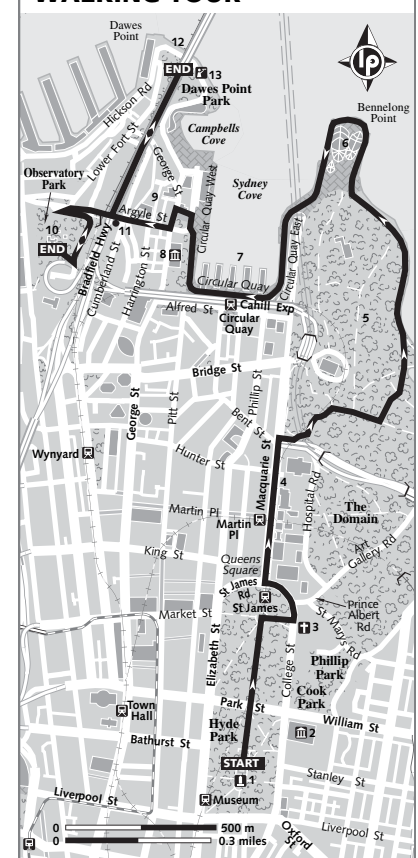 WALKING TOUR
Dawes
Point
12
END
13
Dawes Point
Park
lp
Bennelong
Point
Hickson Rd
Lower Fort St
George St
Campbells
Cove
6
Observatory
Park
9
Circular Quay West
Sydney
Cove
Argyle St
10
END
11
Bradfield Hwy
Cumberland St
Harrington St
8
7
Circular Quay East
Circular Quay
5
Alfred St
Cahill Exp
Circular
Quay
Bridge St
Phillip St
George St
Pitt St
Bent St
Wynyard
Hunter St
Macquarie St
4
Hospital Rd
The
Domain
Martin Pl
Martin
Pl
Art
Gallery Rd
King St
Queens
Square
St James
Rd
St James
Prince
Albert
Rd
Market St
3
St Marys Rd
Elizabeth St
College St
Phillip
Park
Cook
Park
Park St
Town
Hall
William St
Hyde
Park
2
Bathurst St
START
1
Stanley St
Liverpool St
Museum
0 500 m
0 0.3 miles
Oxford
St
Liverpool St